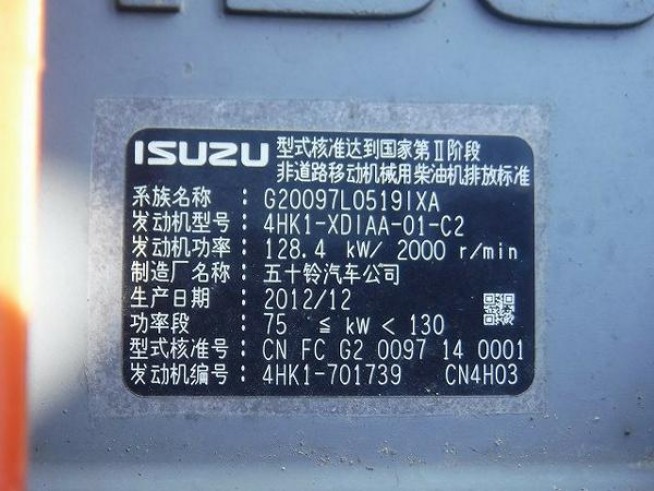 ISUZU 型式核准达到国家第Ⅱ阶段
非道路移动机械用柴油机排放标准
系族名称 : G20097L0519IXA
发动机型号: 4HK1-XDIAA-01-C2
发动机功率: 128.4 kW/ 2000 r/min
制造厂名称: 五十铃汽车公司
生产日期 : 2012/12
功率段 : 75 ≦ kW < 130
型式核准号: CN FC G2 0097 14 0001
发动机编号: 4HK1-701739 CN4H03